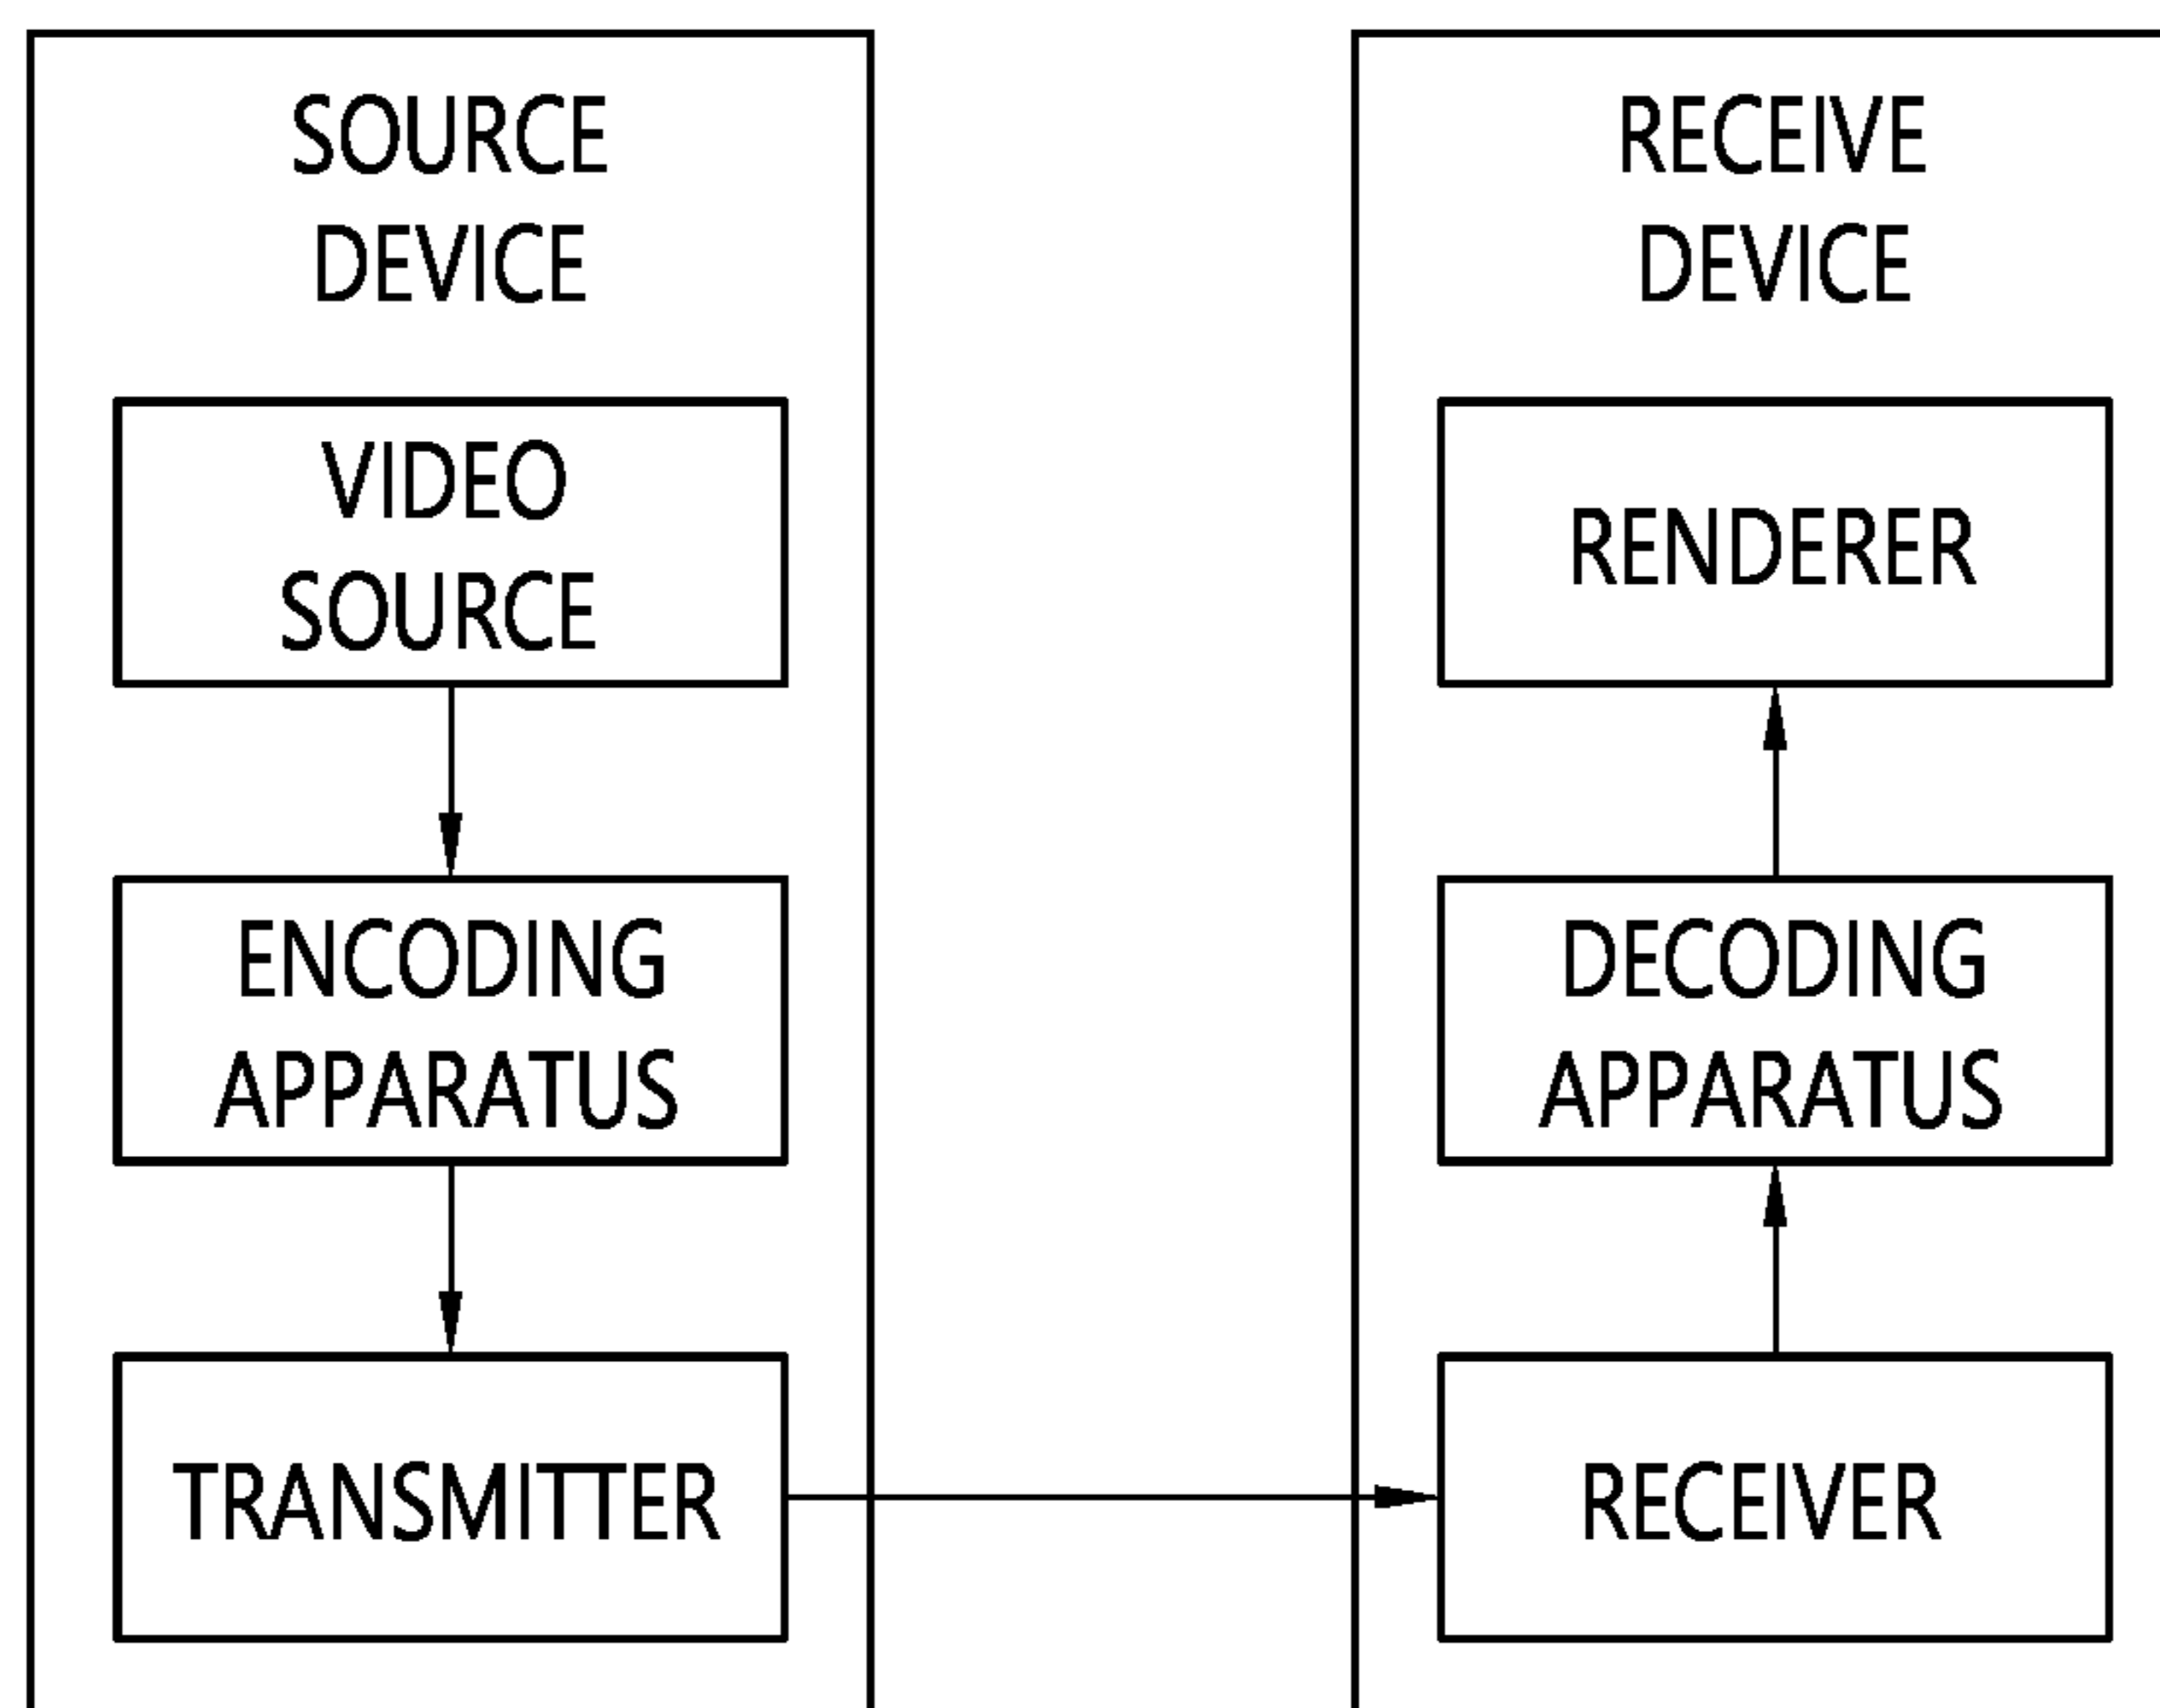 SOURCE
DEVICE
VIDEO
SOURCE
ENCODING
APPARATUS
TRANSMITTER
RECEIVE
DEVICE
RENDERER
DECODING
APPARATUS
RECEIVER